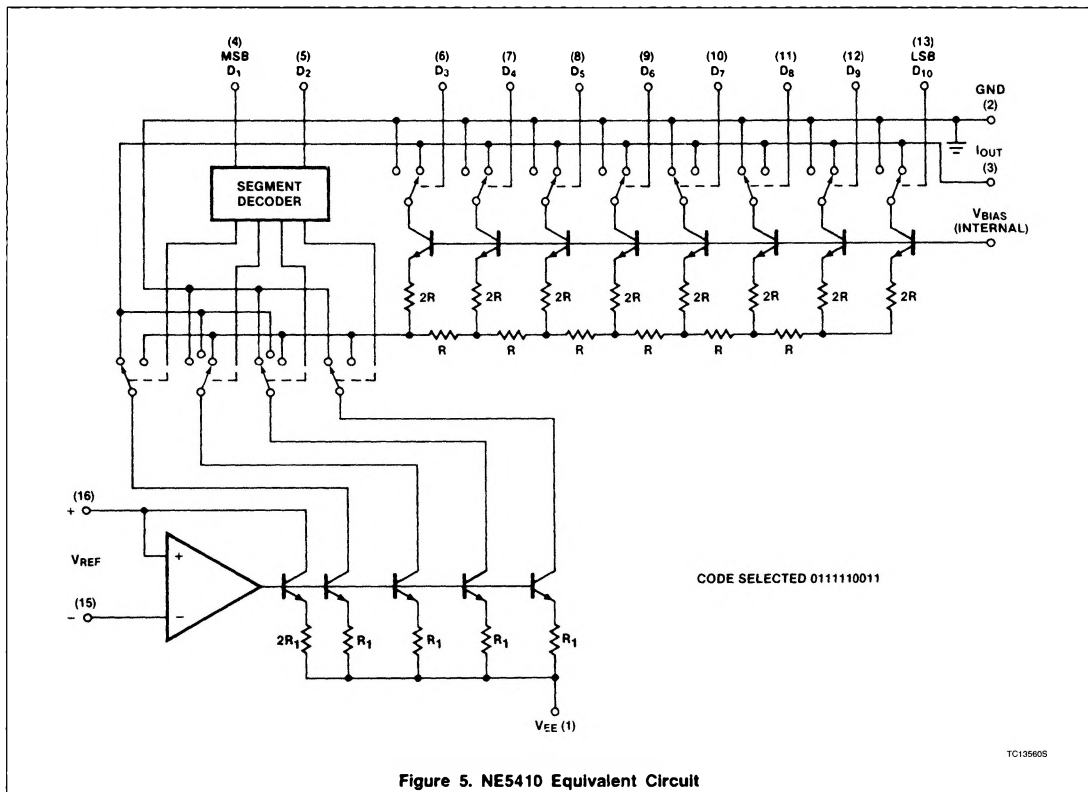 (4) (5) (6) (7) (8) (9) (10) (11) (12) (13)
MSB LSB
D1 D2 D3 D4 D5 D6 D7 D8 D9 D10
GND
(2)
IOUT
(3)
SEGMENT
DECODER
VBIAS
(INTERNAL)
2R 2R 2R 2R 2R 2R 2R 2R
R R R R R R
(16)
+
+
VREF
CODE SELECTED 0111110011
(15)
–
–
2R1 R1 R1 R1 R1
VEE (1)
TC13560S
Figure 5. NE5410 Equivalent Circuit